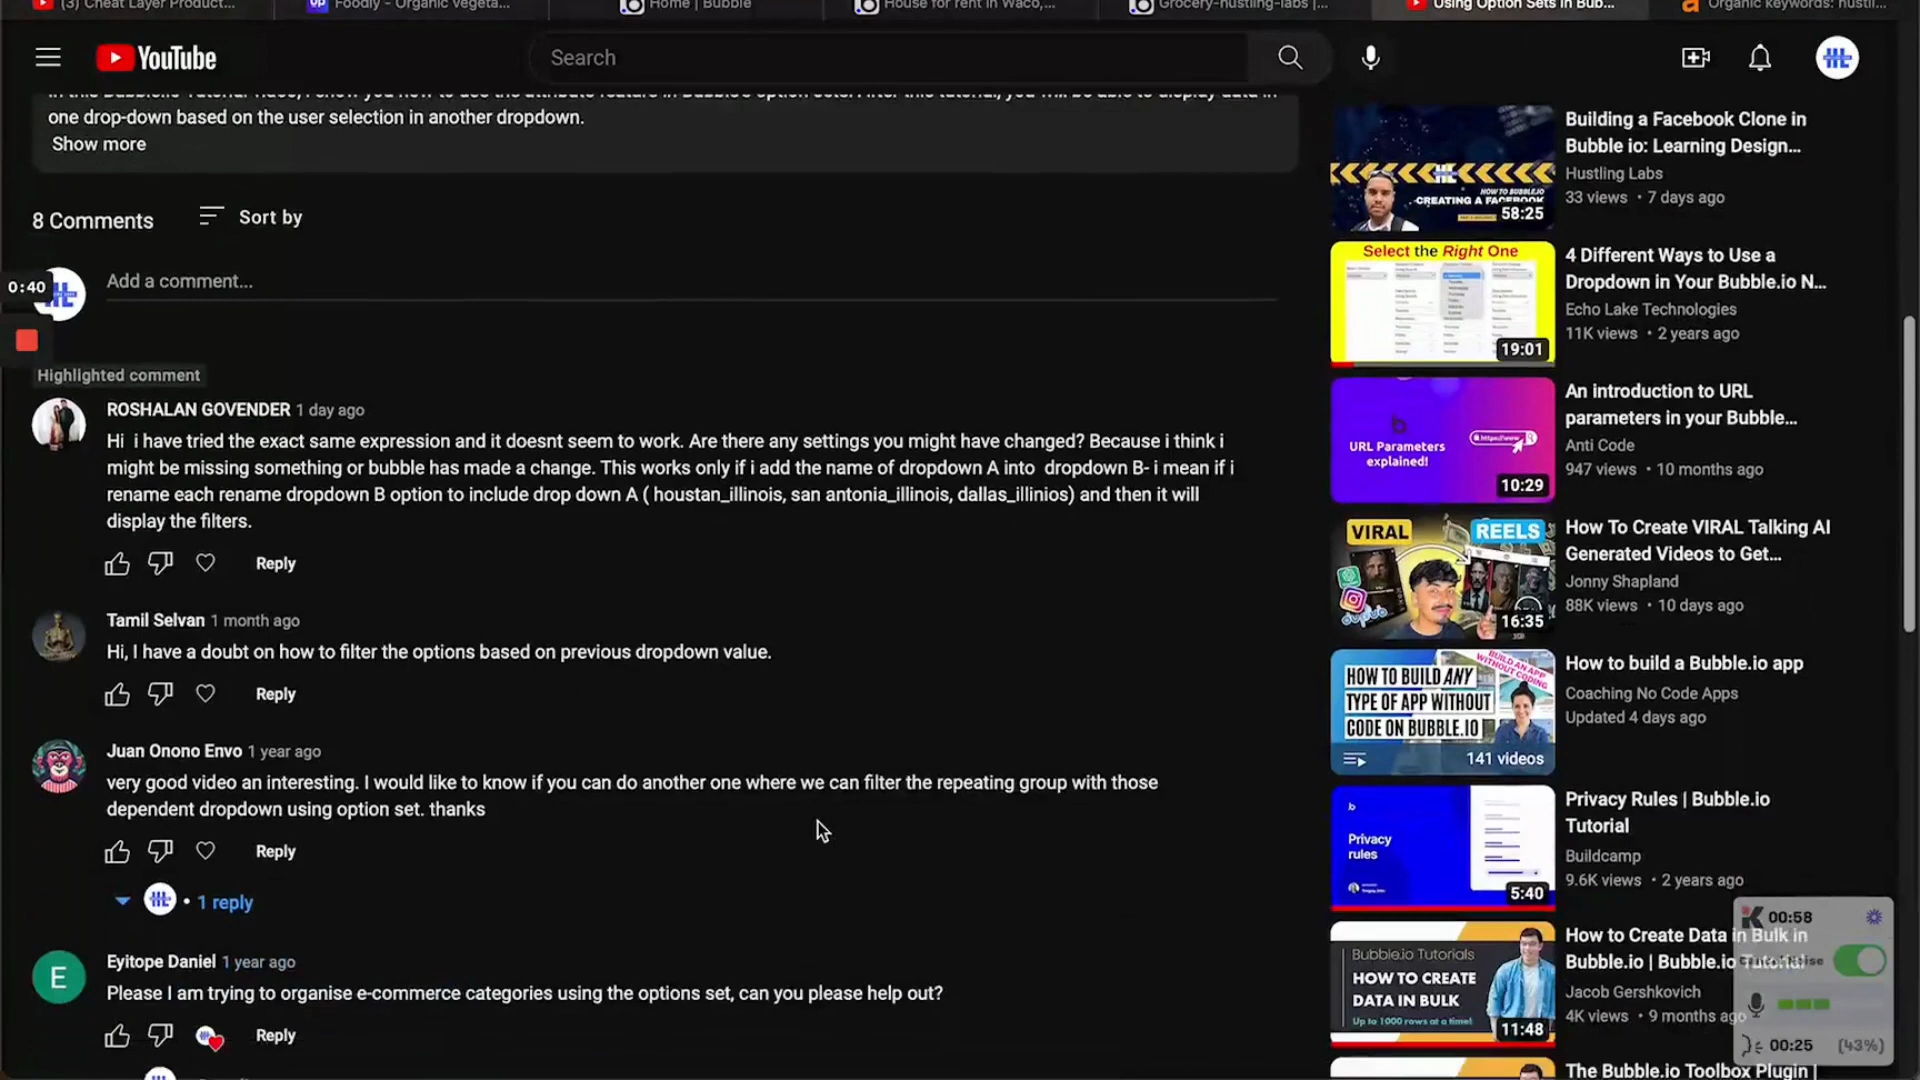 (3) Cheat Layer Product...
Foodly - Organic Vegeta...
Home | Bubble
House for rent in Waco,...
Grocery-hustling-labs |...
Using Option Sets in Bub...
Organic keywords: hustli...
YouTube
Search
one drop-down based on the user selection in another dropdown.
Show more
8 Comments
Sort by
0:40
Add a comment...
Highlighted comment
ROSHALAN GOVENDER 1 day ago
Hi i have tried the exact same expression and it doesnt seem to work. Are there any settings you might have changed? Because i think i
might be missing something or bubble has made a change. This works only if i add the name of dropdown A into dropdown B- i mean if i
rename each rename dropdown B option to include drop down A ( houstan_illinois, san antonia_illinois, dallas_illinios) and then it will
display the filters.
Reply
Tamil Selvan 1 month ago
Hi, I have a doubt on how to filter the options based on previous dropdown value.
Reply
Juan Onono Envo 1 year ago
very good video an interesting. I would like to know if you can do another one where we can filter the repeating group with those
dependent dropdown using option set. thanks
Reply
• 1 reply
E
Eyitope Daniel 1 year ago
Please I am trying to organise e-commerce categories using the options set, can you please help out?
Reply
HOW TO BUBBLE.IO
CREATING A FACEBOOK
58:25
Building a Facebook Clone in
Bubble io: Learning Design...
Hustling Labs
33 views • 7 days ago
Select the Right One
19:01
4 Different Ways to Use a
Dropdown in Your Bubble.io N...
Echo Lake Technologies
11K views • 2 years ago
URL Parameters
explained!
10:29
An introduction to URL
parameters in your Bubble...
Anti Code
947 views • 10 months ago
VIRAL
REELS
16:35
How To Create VIRAL Talking AI
Generated Videos to Get...
Jonny Shapland
88K views • 10 days ago
BUILD AN APP
WITHOUT CODING
HOW TO BUILD ANY
TYPE OF APP WITHOUT
CODE ON BUBBLE.IO
141 videos
How to build a Bubble.io app
Coaching No Code Apps
Updated 4 days ago
Privacy
rules
5:40
Privacy Rules | Bubble.io
Tutorial
Buildcamp
9.6K views • 2 years ago
Bubble.io Tutorials
HOW TO CREATE
DATA IN BULK
Up to 1000 rows at a time!
11:48
How to Create Data in Bulk in
Bubble.io | Bubble.io Tutorial
Jacob Gershkovich
4K views • 9 months ago
00:58
00:25 (43%)
The Bubble.io Toolbox Plugin |